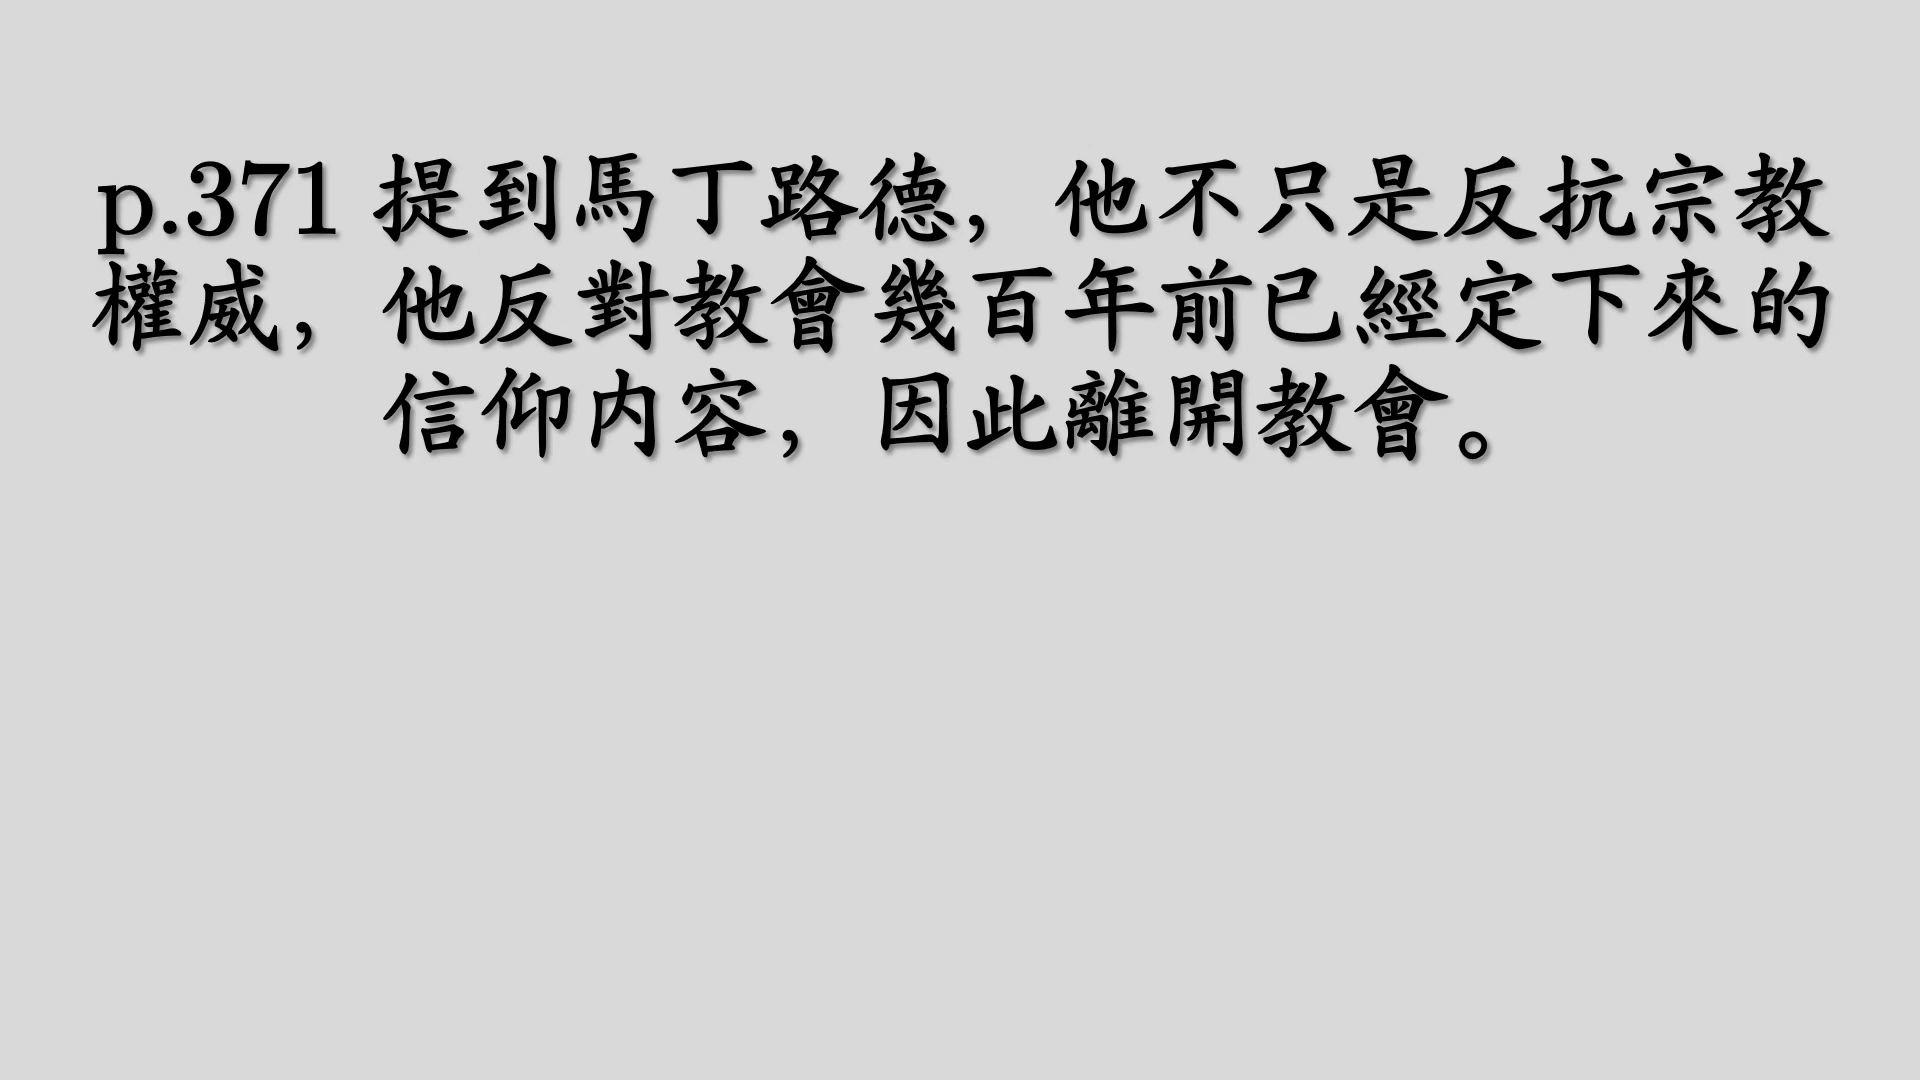 p.371 提到馬丁路德，他不只是反抗宗教
權威，他反對教會幾百年前已經定下來的
信仰内容，因此離開教會。